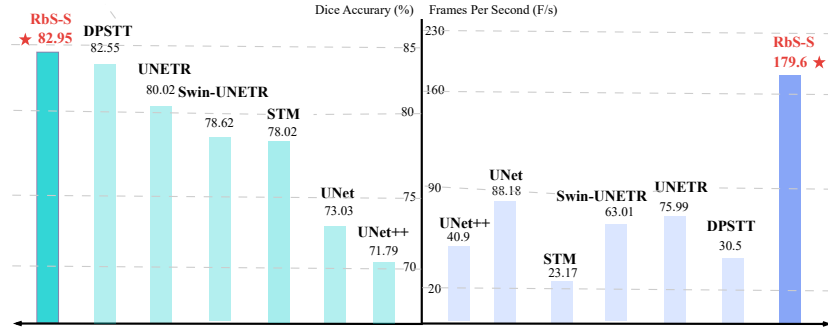 Dice Accurary (%)
RbS-S
★ 82.95
DPSTT
82.55
UNETR
80.02
Swin-UNETR
78.62
STM
78.02
UNet
73.03
UNet++
71.79
85
80
75
70
Frames Per Second (F/s)
230
160
90
20
UNet++
40.9
UNet
88.18
STM
23.17
Swin-UNETR
63.01
UNETR
75.99
DPSTT
30.5
RbS-S
179.6 ★